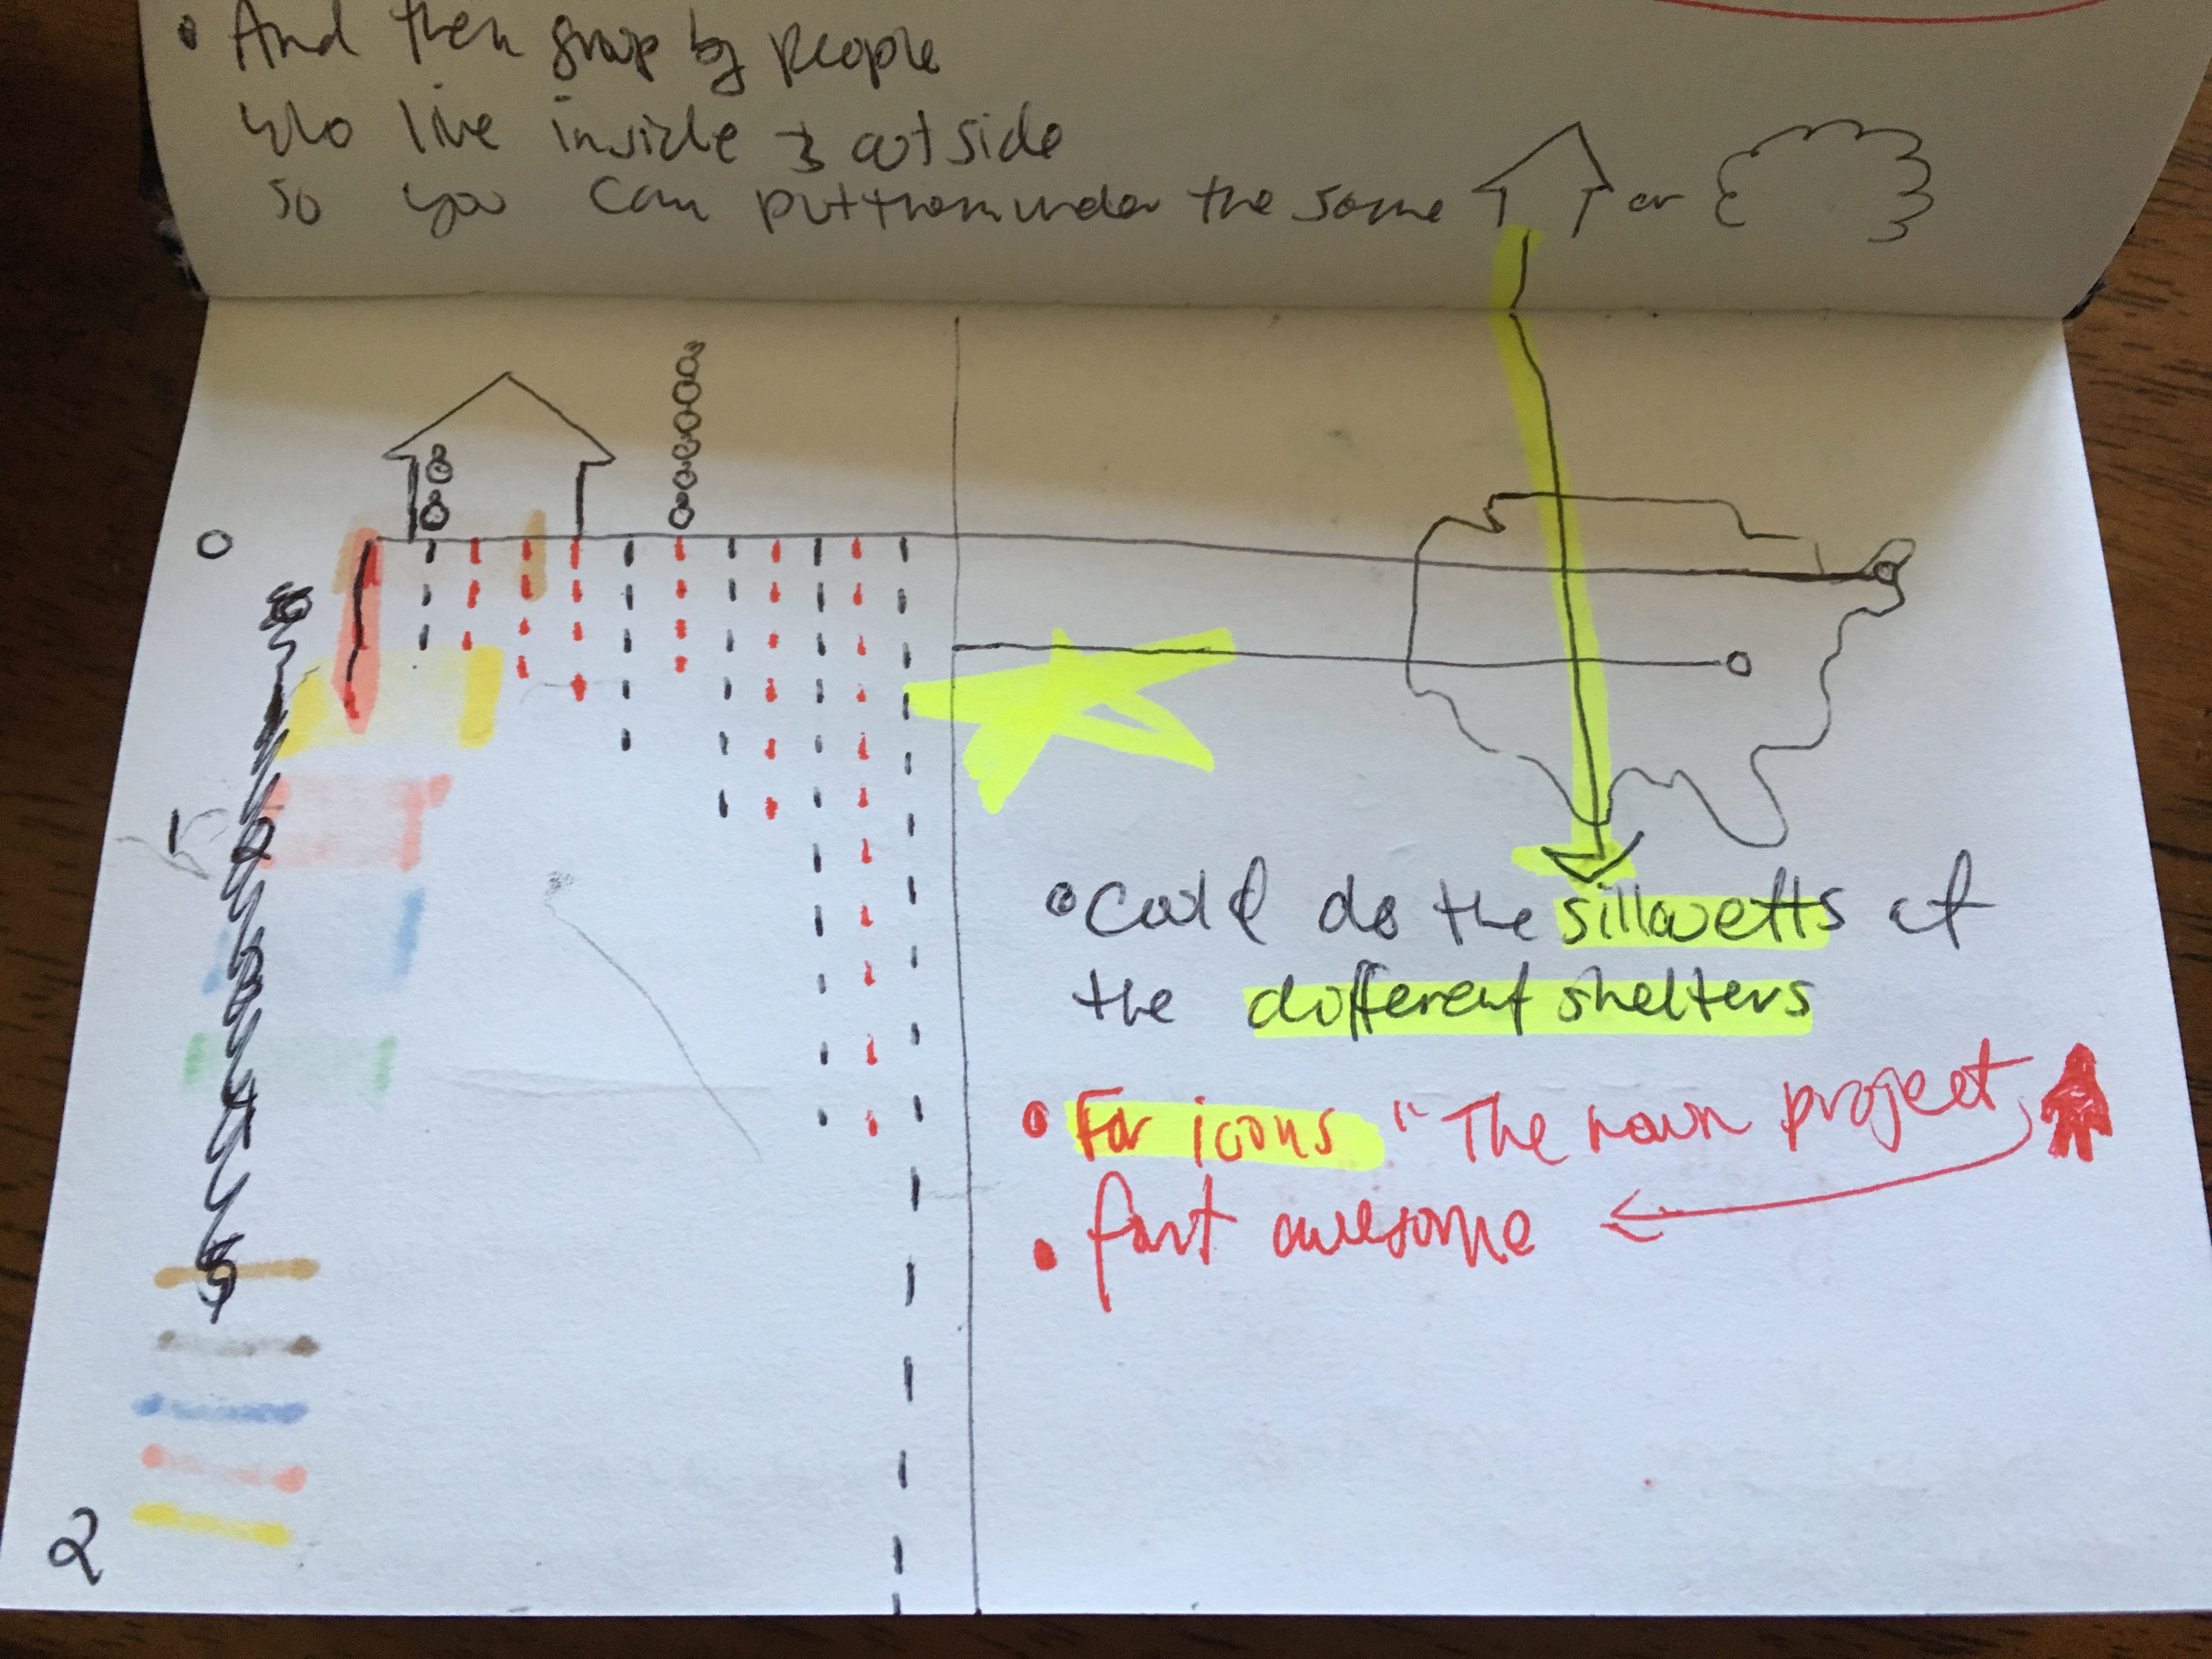 • And then group by people
who live inside & outside
so you can put them under the same or
0
1
2
3
4
5
2
• Could do the sillouetts at
the different shelters
• For icons "The noun project
• font awesome